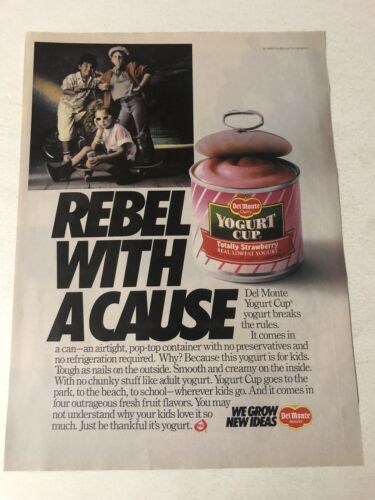 REBEL
WITH
A CAUSE
Del Monte
Quality
YOGURT
CUP
Totally Strawberry
REAL LOWFAT YOGURT
Del Monte
Yogurt Cup®
yogurt breaks
the rules.
It comes in
a can—an airtight, pop-top container with no preservatives and
no refrigeration required. Why? Because this yogurt is for kids.
Tough as nails on the outside. Smooth and creamy on the inside.
With no chunky stuff like adult yogurt. Yogurt Cup goes to the
park, to the beach, to school—wherever kids go. And it comes in
four outrageous fresh fruit flavors. You may
not understand why your kids love it so
much. Just be thankful it's yogurt.
WE GROW
NEW IDEAS
Del Monte
Quality